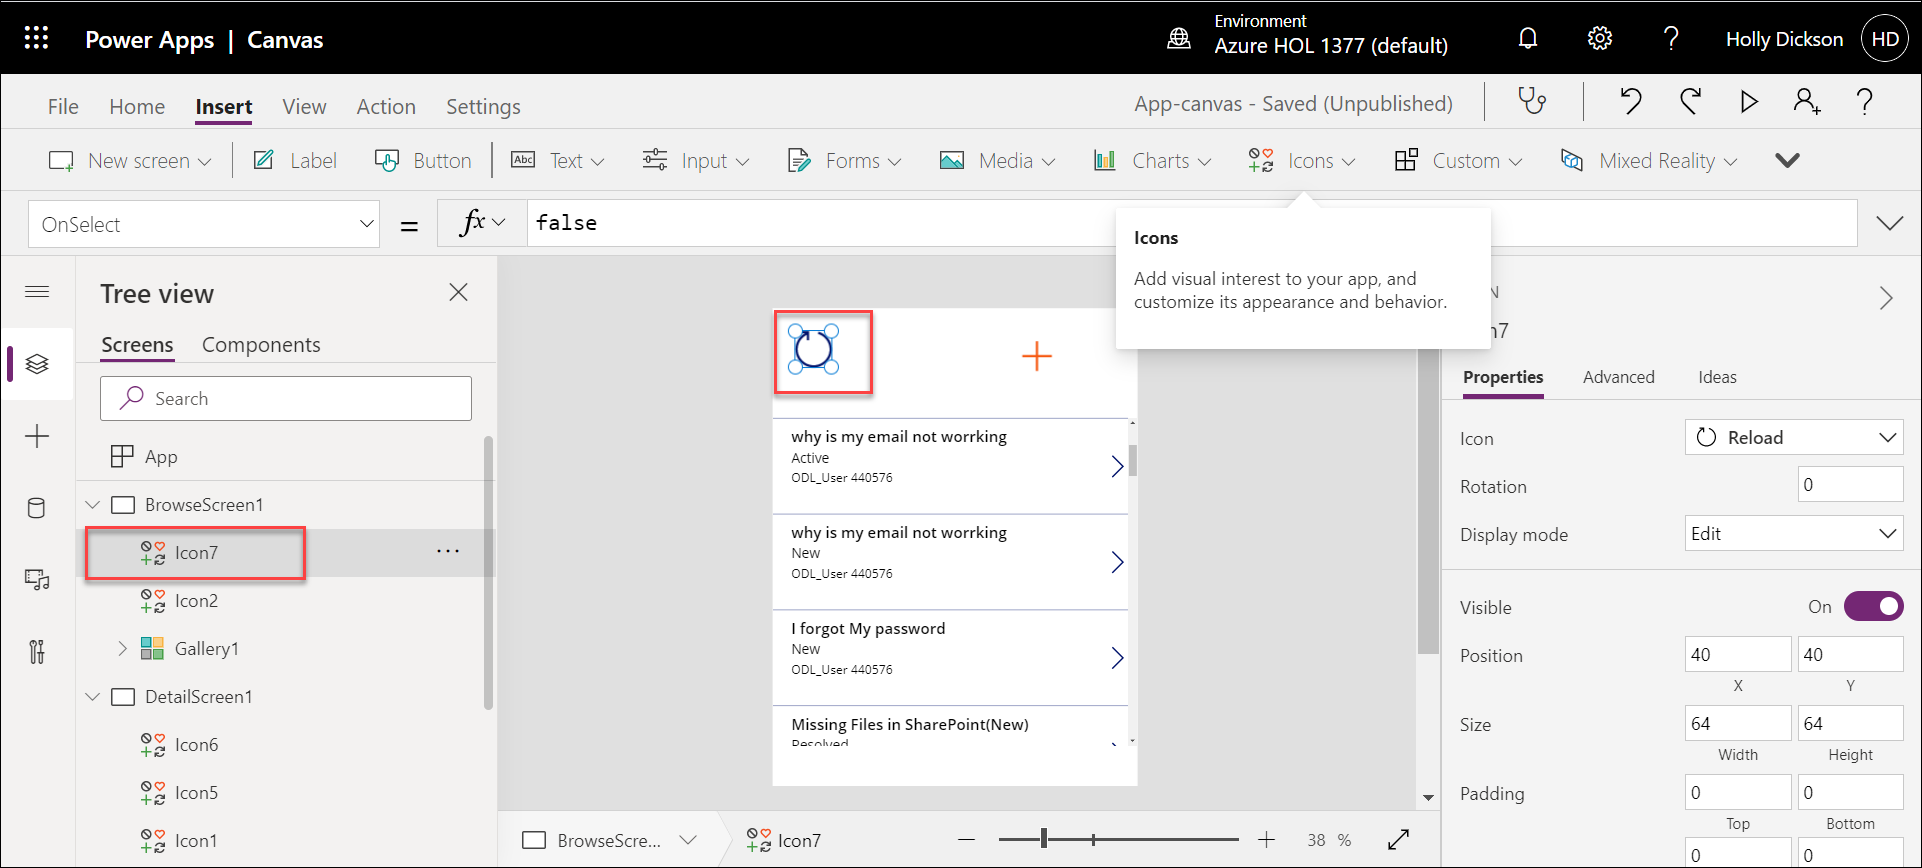 Power Apps | Canvas
Environment
Azure HOL 1377 (default)
Holly Dickson
HD
File
Home
Insert
View
Action
Settings
App-canvas - Saved (Unpublished)
New screen
Label
Button
Abc
Text
Input
Forms
Media
Charts
Icons
Custom
Mixed Reality
OnSelect
=
fx
false
Icons
Add visual interest to your app, and
customize its appearance and behavior.
N
n7
Tree view
Screens
Components
Search
App
BrowseScreen1
Icon7
Icon2
Gallery1
DetailScreen1
Icon6
Icon5
Icon1
why is my email not worrking
Active
ODL_User 440576
why is my email not worrking
New
ODL_User 440576
I forgot My password
New
ODL_User 440576
Missing Files in SharePoint(New)
Resolved
BrowseScre...
Icon7
38 %
Properties
Advanced
Ideas
Icon
Reload
Rotation
0
Display mode
Edit
Visible
On
Position
40
40
X
Y
Size
64
64
Width
Height
Padding
0
0
Top
Bottom
0
0